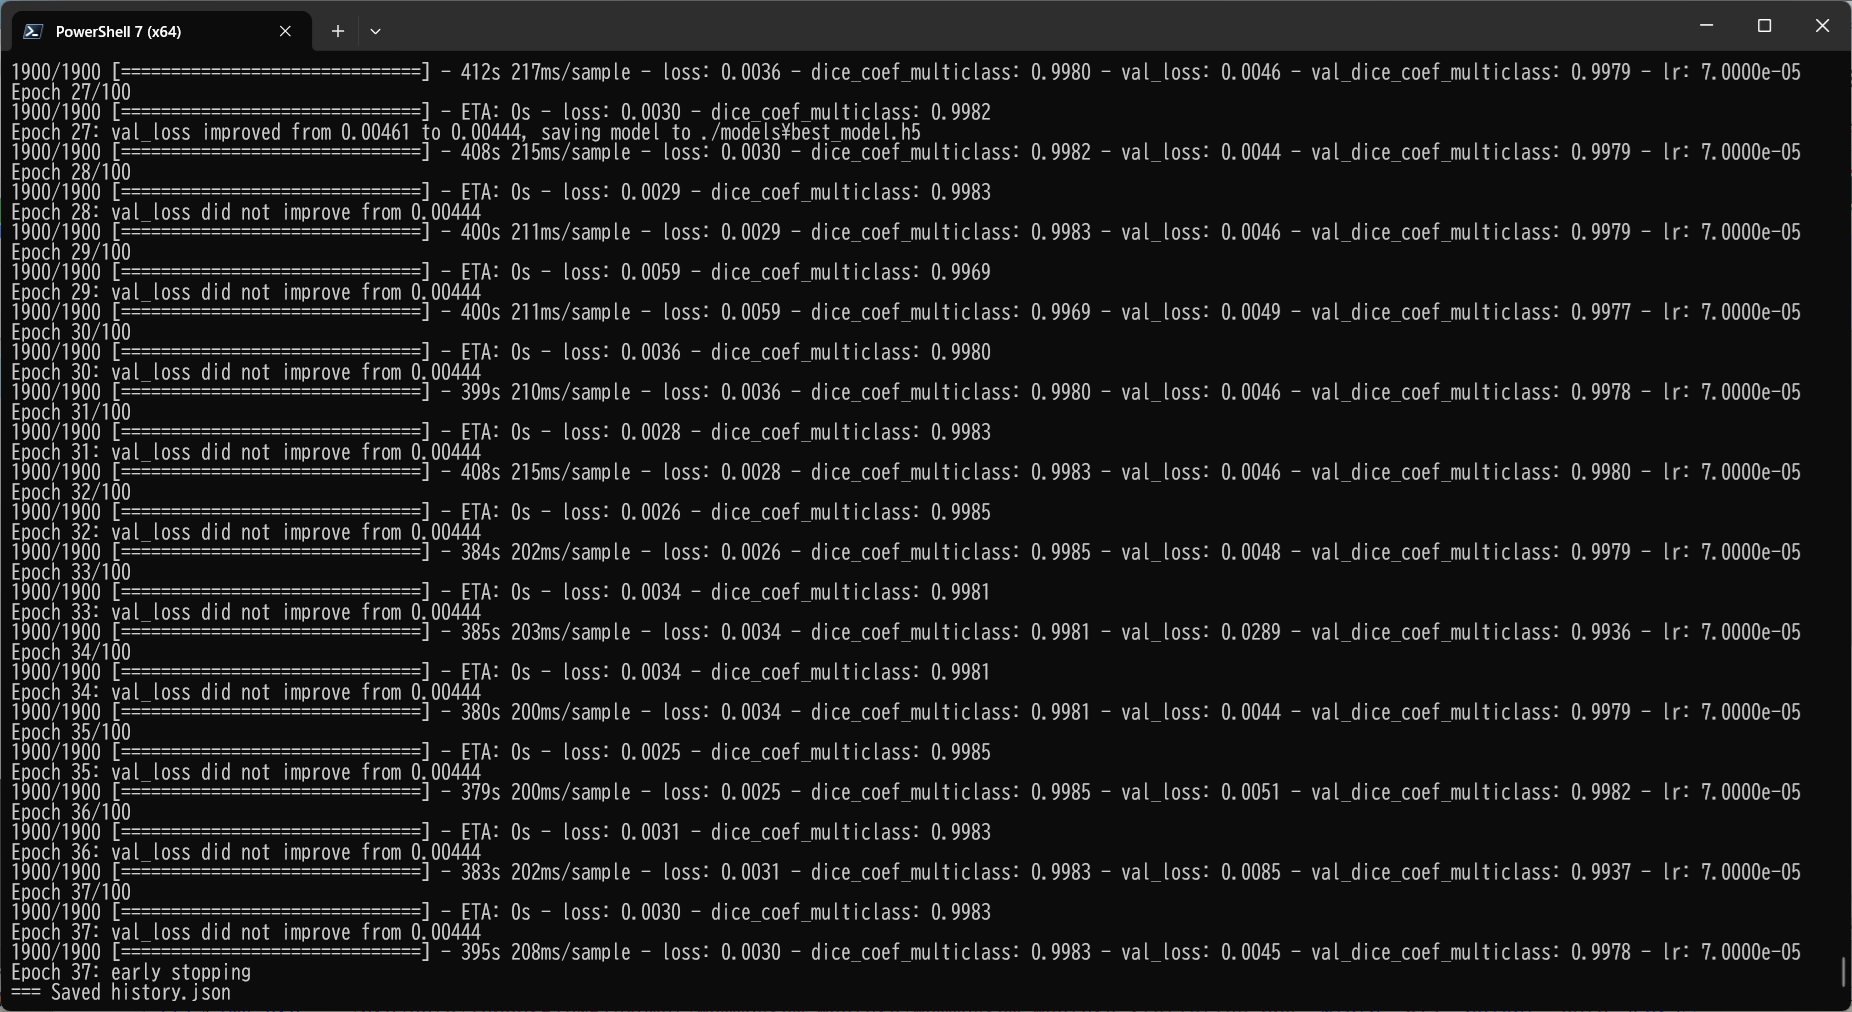 PowerShell 7 (x64)
1900/1900 [==============================] - 412s 217ms/sample - loss: 0.0036 - dice_coef_multiclass: 0.9980 - val_loss: 0.0046 - val_dice_coef_multiclass: 0.9979 - lr: 7.0000e-05
Epoch 27/100
1900/1900 [==============================] - ETA: 0s - loss: 0.0030 - dice_coef_multiclass: 0.9982
Epoch 27: val_loss improved from 0.00461 to 0.00444, saving model to ./models¥best_model.h5
1900/1900 [==============================] - 408s 215ms/sample - loss: 0.0030 - dice_coef_multiclass: 0.9982 - val_loss: 0.0044 - val_dice_coef_multiclass: 0.9979 - lr: 7.0000e-05
Epoch 28/100
1900/1900 [==============================] - ETA: 0s - loss: 0.0029 - dice_coef_multiclass: 0.9983
Epoch 28: val_loss did not improve from 0.00444
1900/1900 [==============================] - 400s 211ms/sample - loss: 0.0029 - dice_coef_multiclass: 0.9983 - val_loss: 0.0046 - val_dice_coef_multiclass: 0.9979 - lr: 7.0000e-05
Epoch 29/100
1900/1900 [==============================] - ETA: 0s - loss: 0.0059 - dice_coef_multiclass: 0.9969
Epoch 29: val_loss did not improve from 0.00444
1900/1900 [==============================] - 400s 211ms/sample - loss: 0.0059 - dice_coef_multiclass: 0.9969 - val_loss: 0.0049 - val_dice_coef_multiclass: 0.9977 - lr: 7.0000e-05
Epoch 30/100
1900/1900 [==============================] - ETA: 0s - loss: 0.0036 - dice_coef_multiclass: 0.9980
Epoch 30: val_loss did not improve from 0.00444
1900/1900 [==============================] - 399s 210ms/sample - loss: 0.0036 - dice_coef_multiclass: 0.9980 - val_loss: 0.0046 - val_dice_coef_multiclass: 0.9978 - lr: 7.0000e-05
Epoch 31/100
1900/1900 [==============================] - ETA: 0s - loss: 0.0028 - dice_coef_multiclass: 0.9983
Epoch 31: val_loss did not improve from 0.00444
1900/1900 [==============================] - 408s 215ms/sample - loss: 0.0028 - dice_coef_multiclass: 0.9983 - val_loss: 0.0046 - val_dice_coef_multiclass: 0.9980 - lr: 7.0000e-05
Epoch 32/100
1900/1900 [==============================] - ETA: 0s - loss: 0.0026 - dice_coef_multiclass: 0.9985
Epoch 32: val_loss did not improve from 0.00444
1900/1900 [==============================] - 384s 202ms/sample - loss: 0.0026 - dice_coef_multiclass: 0.9985 - val_loss: 0.0048 - val_dice_coef_multiclass: 0.9979 - lr: 7.0000e-05
Epoch 33/100
1900/1900 [==============================] - ETA: 0s - loss: 0.0034 - dice_coef_multiclass: 0.9981
Epoch 33: val_loss did not improve from 0.00444
1900/1900 [==============================] - 385s 203ms/sample - loss: 0.0034 - dice_coef_multiclass: 0.9981 - val_loss: 0.0289 - val_dice_coef_multiclass: 0.9936 - lr: 7.0000e-05
Epoch 34/100
1900/1900 [==============================] - ETA: 0s - loss: 0.0034 - dice_coef_multiclass: 0.9981
Epoch 34: val_loss did not improve from 0.00444
1900/1900 [==============================] - 380s 200ms/sample - loss: 0.0034 - dice_coef_multiclass: 0.9981 - val_loss: 0.0044 - val_dice_coef_multiclass: 0.9979 - lr: 7.0000e-05
Epoch 35/100
1900/1900 [==============================] - ETA: 0s - loss: 0.0025 - dice_coef_multiclass: 0.9985
Epoch 35: val_loss did not improve from 0.00444
1900/1900 [==============================] - 379s 200ms/sample - loss: 0.0025 - dice_coef_multiclass: 0.9985 - val_loss: 0.0051 - val_dice_coef_multiclass: 0.9982 - lr: 7.0000e-05
Epoch 36/100
1900/1900 [==============================] - ETA: 0s - loss: 0.0031 - dice_coef_multiclass: 0.9983
Epoch 36: val_loss did not improve from 0.00444
1900/1900 [==============================] - 383s 202ms/sample - loss: 0.0031 - dice_coef_multiclass: 0.9983 - val_loss: 0.0085 - val_dice_coef_multiclass: 0.9937 - lr: 7.0000e-05
Epoch 37/100
1900/1900 [==============================] - ETA: 0s - loss: 0.0030 - dice_coef_multiclass: 0.9983
Epoch 37: val_loss did not improve from 0.00444
1900/1900 [==============================] - 395s 208ms/sample - loss: 0.0030 - dice_coef_multiclass: 0.9983 - val_loss: 0.0045 - val_dice_coef_multiclass: 0.9978 - lr: 7.0000e-05
Epoch 37: early stopping
=== Saved history.json